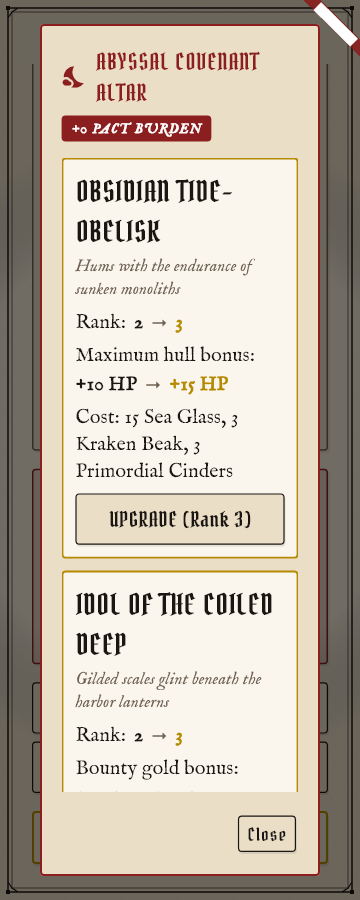 ABYSSAL COVENANT
ALTAR
+0 PACT BURDEN
OBSIDIAN TIDE-
OBELISK
Hums with the endurance of
sunken monoliths
Rank: 2 → 3
Maximum hull bonus:
+10 HP → +15 HP
Cost: 15 Sea Glass, 3
Kraken Beak, 3
Primordial Cinders
UPGRADE (Rank 3)
IDOL OF THE COILED
DEEP
Gilded scales glint beneath the
harbor lanterns
Rank: 2 → 3
Bounty gold bonus:
Close